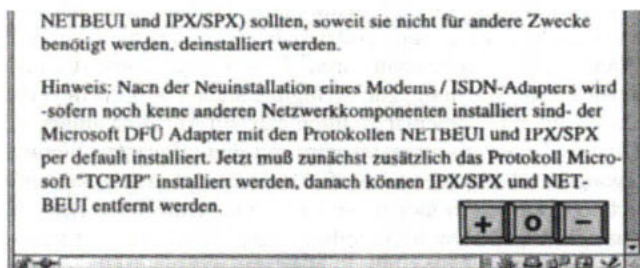 NETBEUI und IPX/SPX) sollten, soweit sie nicht für andere Zwecke
benötigt werden, deinstalliert werden.
Hinweis: Nach der Neuinstallation eines Modems / ISDN-Adapters wird
-sofern noch keine anderen Netzwerkkomponenten installiert sind- der
Microsoft DFÜ Adapter mit den Protokollen NETBEUI und IPX/SPX
per default installiert. Jetzt muß zunächst zusätzlich das Protokoll Micro-
soft "TCP/IP" installiert werden, danach können IPX/SPX und NET-
BEUI entfernt werden.
+ o −